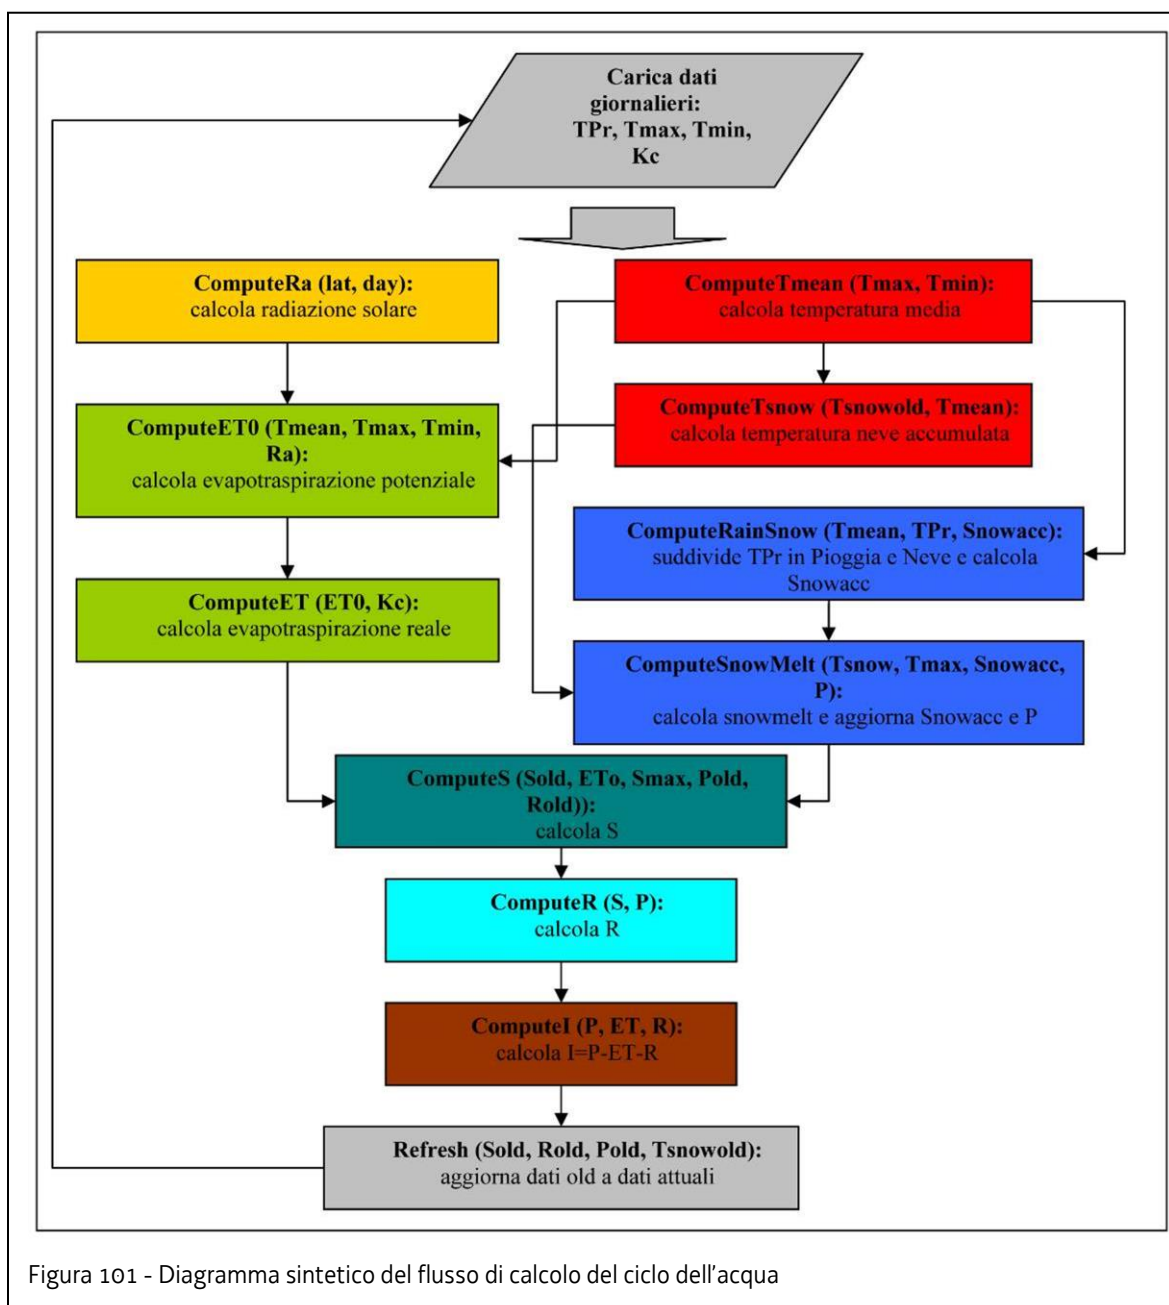 Carica dati
giornalieri:
TPr, Tmax, Tmin,
Kc
ComputeRa (lat, day):
calcola radiazione solare
ComputeTmean (Tmax, Tmin):
calcola temperatura media
ComputeTsnow (Tsnowold, Tmean):
calcola temperatura neve accumulata
ComputeET0 (Tmean, Tmax, Tmin,
Ra):
calcola evapotraspirazione potenziale
ComputeRainSnow (Tmean, TPr, Snowacc):
suddivide TPr in Pioggia e Neve e calcola
Snowacc
ComputeET (ET0, Kc):
calcola evapotraspirazione reale
ComputeSnowMelt (Tsnow, Tmax, Snowacc,
P):
calcola snowmelt e aggiorna Snowacc e P
ComputeS (Sold, ETo, Smax, Pold,
Rold)):
calcola S
ComputeR (S, P):
calcola R
ComputeI (P, ET, R):
calcola I=P-ET-R
Refresh (Sold, Rold, Pold, Tsnowold):
aggiorna dati old a dati attuali
Figura 101 - Diagramma sintetico del flusso di calcolo del ciclo dell'acqua